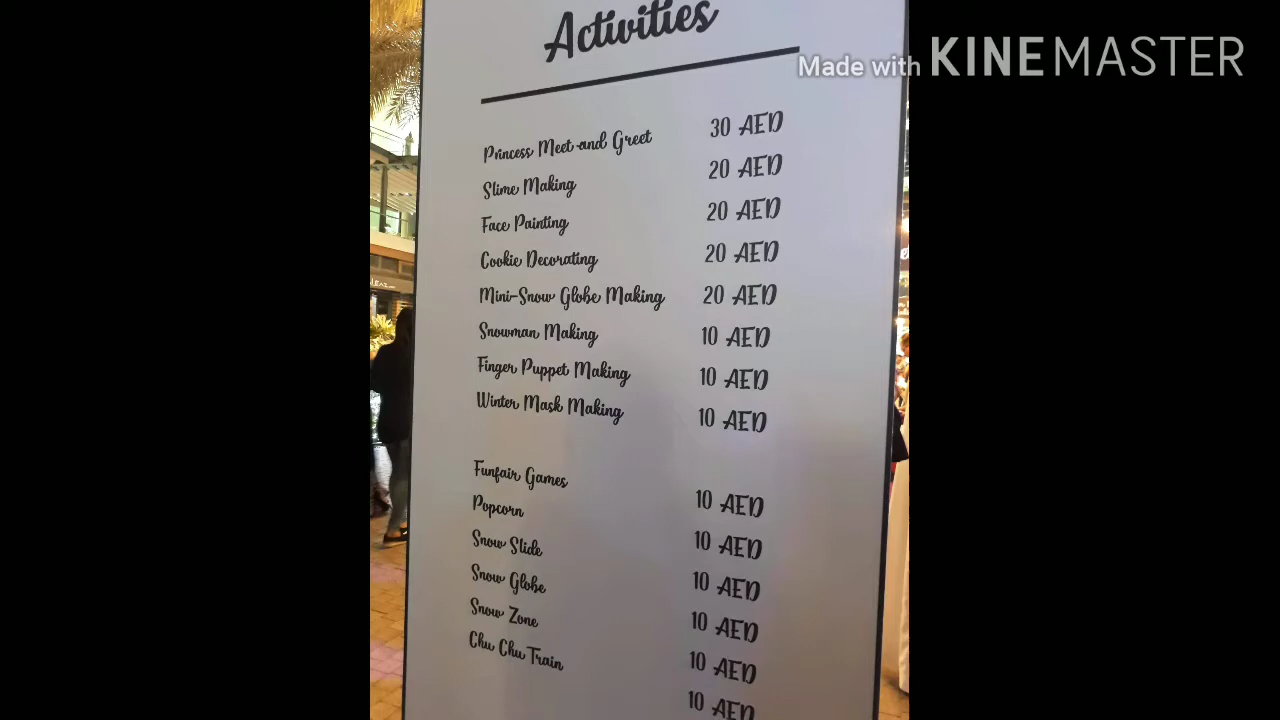 Activities
Made with KINEMASTER
Princess Meet and Greet 30 AED
Slime Making 20 AED
Face Painting 20 AED
Cookie Decorating 20 AED
Mini-Snow Globe Making 20 AED
Snowman Making 10 AED
Finger Puppet Making 10 AED
Winter Mask Making 10 AED
Funfair Games 10 AED
Popcorn 10 AED
Snow Slide 10 AED
Snow Globe 10 AED
Snow Zone 10 AED
Chu Chu Train 10 AED